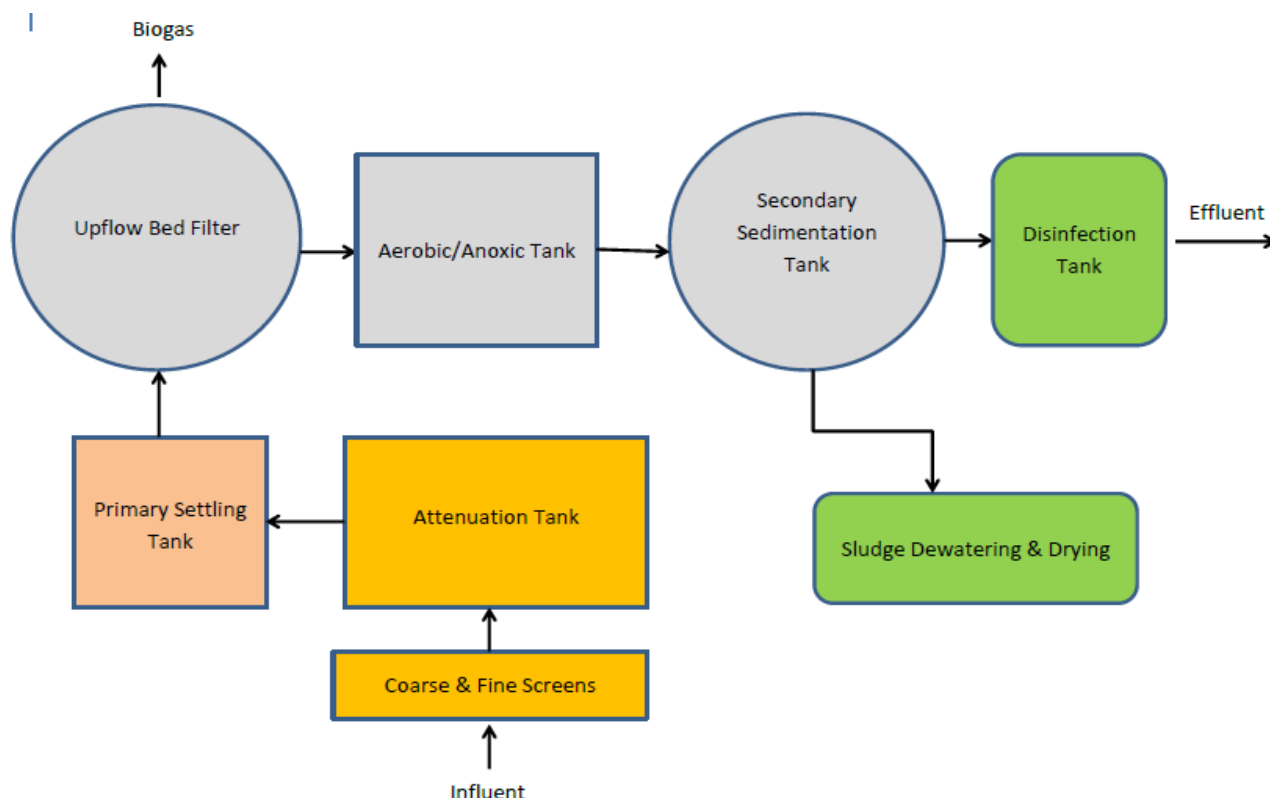 Biogas
Upflow Bed Filter
Aerobic/Anoxic Tank
Secondary
Sedimentation
Tank
Disinfection
Tank
Effluent
Primary Settling
Tank
Attenuation Tank
Sludge Dewatering & Drying
Coarse & Fine Screens
Influent